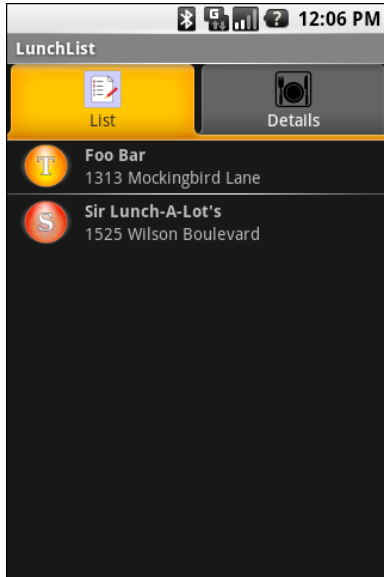 12:06 PM
LunchList
List
Details
T
Foo Bar
1313 Mockingbird Lane
S
Sir Lunch-A-Lot's
1525 Wilson Boulevard